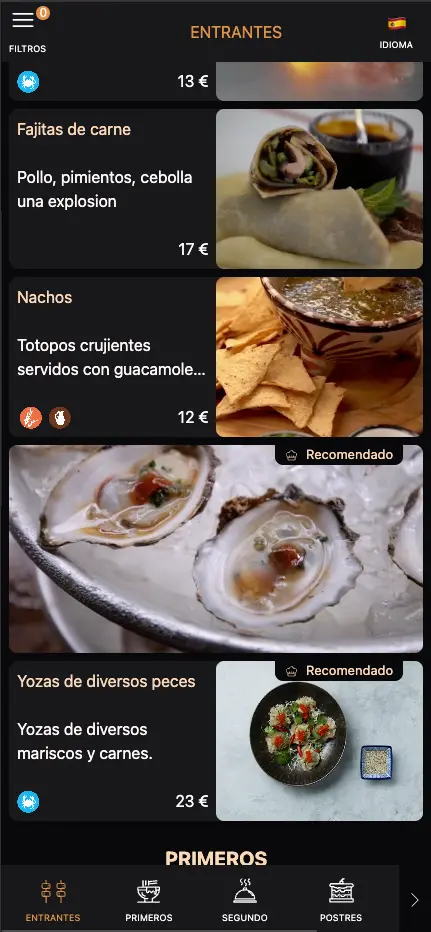 0
FILTROS
ENTRANTES
IDIOMA
13 €
Fajitas de carne
Pollo, pimientos, cebolla
una explosion
17 €
Nachos
Totopos crujientes
servidos con guacamole...
12 €
Recomendado
Recomendado
Yozas de diversos peces
Yozas de diversos
mariscos y carnes.
23 €
PRIMEROS
ENTRANTES
PRIMEROS
SEGUNDO
POSTRES